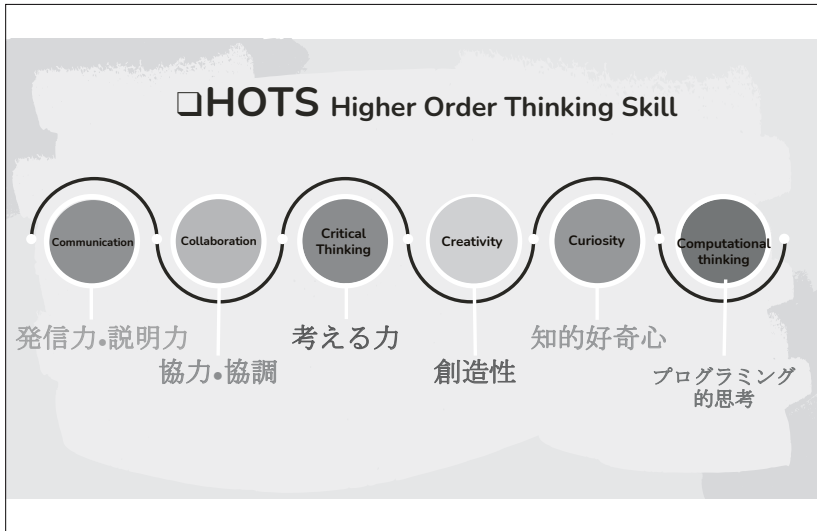 ❑HOTS Higher Order Thinking Skill
Communication
Collaboration
Critical
Thinking
Creativity
Curiosity
Computational
thinking
発信力•説明力
協力•協調
考える力
創造性
知的好奇心
プログラミング
的思考